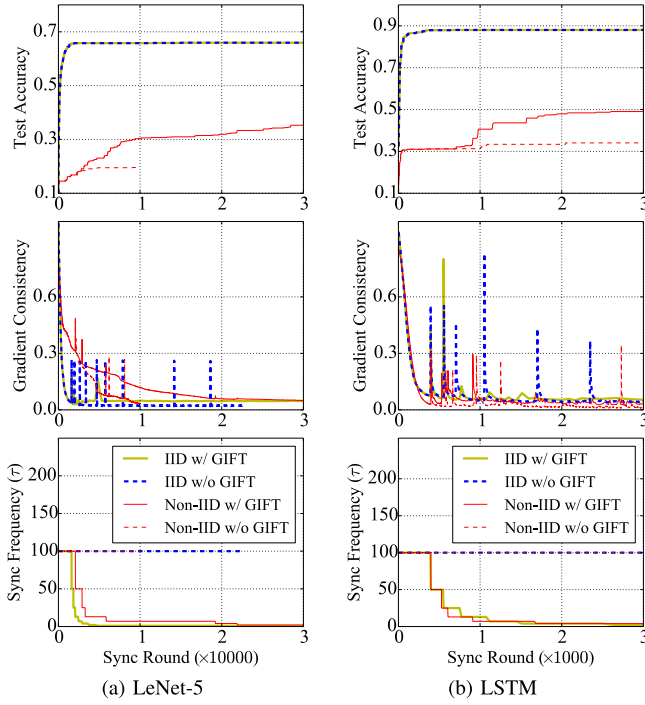 0.7
0.5
0.3
0.1
Test Accuracy
0 1 2 3
0.9
0.7
0.5
0.3
0.1
Test Accuracy
0 1 2 3
0.6
0.3
0.0
Gradient Consistency
0 1 2 3
0.6
0.3
0.0
Gradient Consistency
0 1 2 3
200
150
100
50
0
Sync Frequency (τ)
IID w/ GIFT
IID w/o GIFT
Non-IID w/ GIFT
Non-IID w/o GIFT
0 1 2 3
Sync Round (×10000)
(a) LeNet-5
200
150
100
50
0
Sync Frequency (τ)
IID w/ GIFT
IID w/o GIFT
Non-IID w/ GIFT
Non-IID w/o GIFT
0 1 2 3
Sync Round (×1000)
(b) LSTM